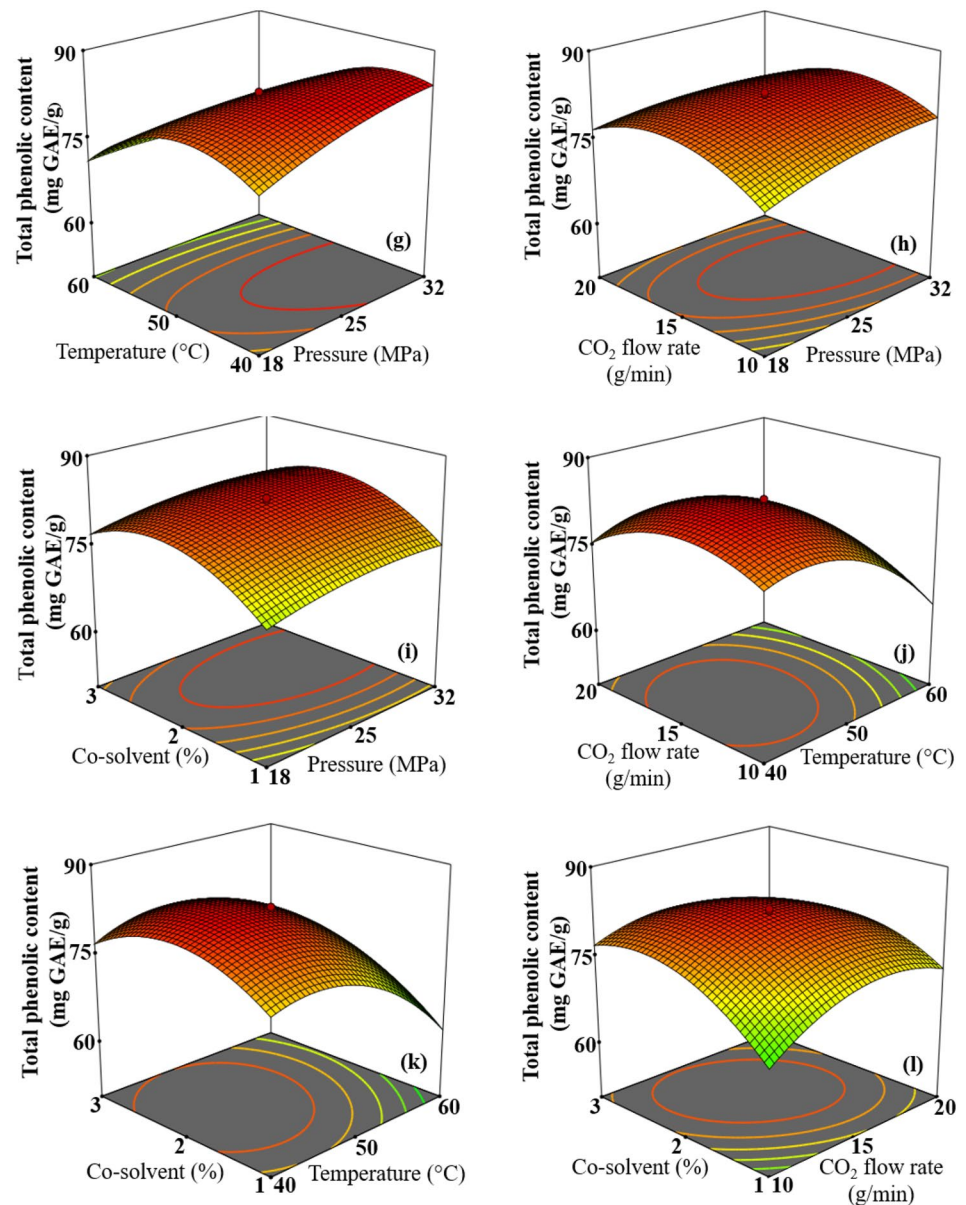 90
75
60
Total phenolic content
(mg GAE/g)
(g)
60
50
40
Temperature (°C)
18
25
32
Pressure (MPa)
90
75
60
Total phenolic content
(mg GAE/g)
(h)
20
15
10
CO₂ flow rate
(g/min)
18
25
32
Pressure (MPa)
90
75
60
Total phenolic content
(mg GAE/g)
(i)
3
2
1
Co-solvent (%)
18
25
32
Pressure (MPa)
90
75
60
Total phenolic content
(mg GAE/g)
(j)
20
15
10
CO₂ flow rate
(g/min)
40
50
60
Temperature (°C)
90
75
60
Total phenolic content
(mg GAE/g)
(k)
3
2
1
Co-solvent (%)
40
50
60
Temperature (°C)
90
75
60
Total phenolic content
(mg GAE/g)
(l)
3
2
1
Co-solvent (%)
10
15
20
CO₂ flow rate
(g/min)